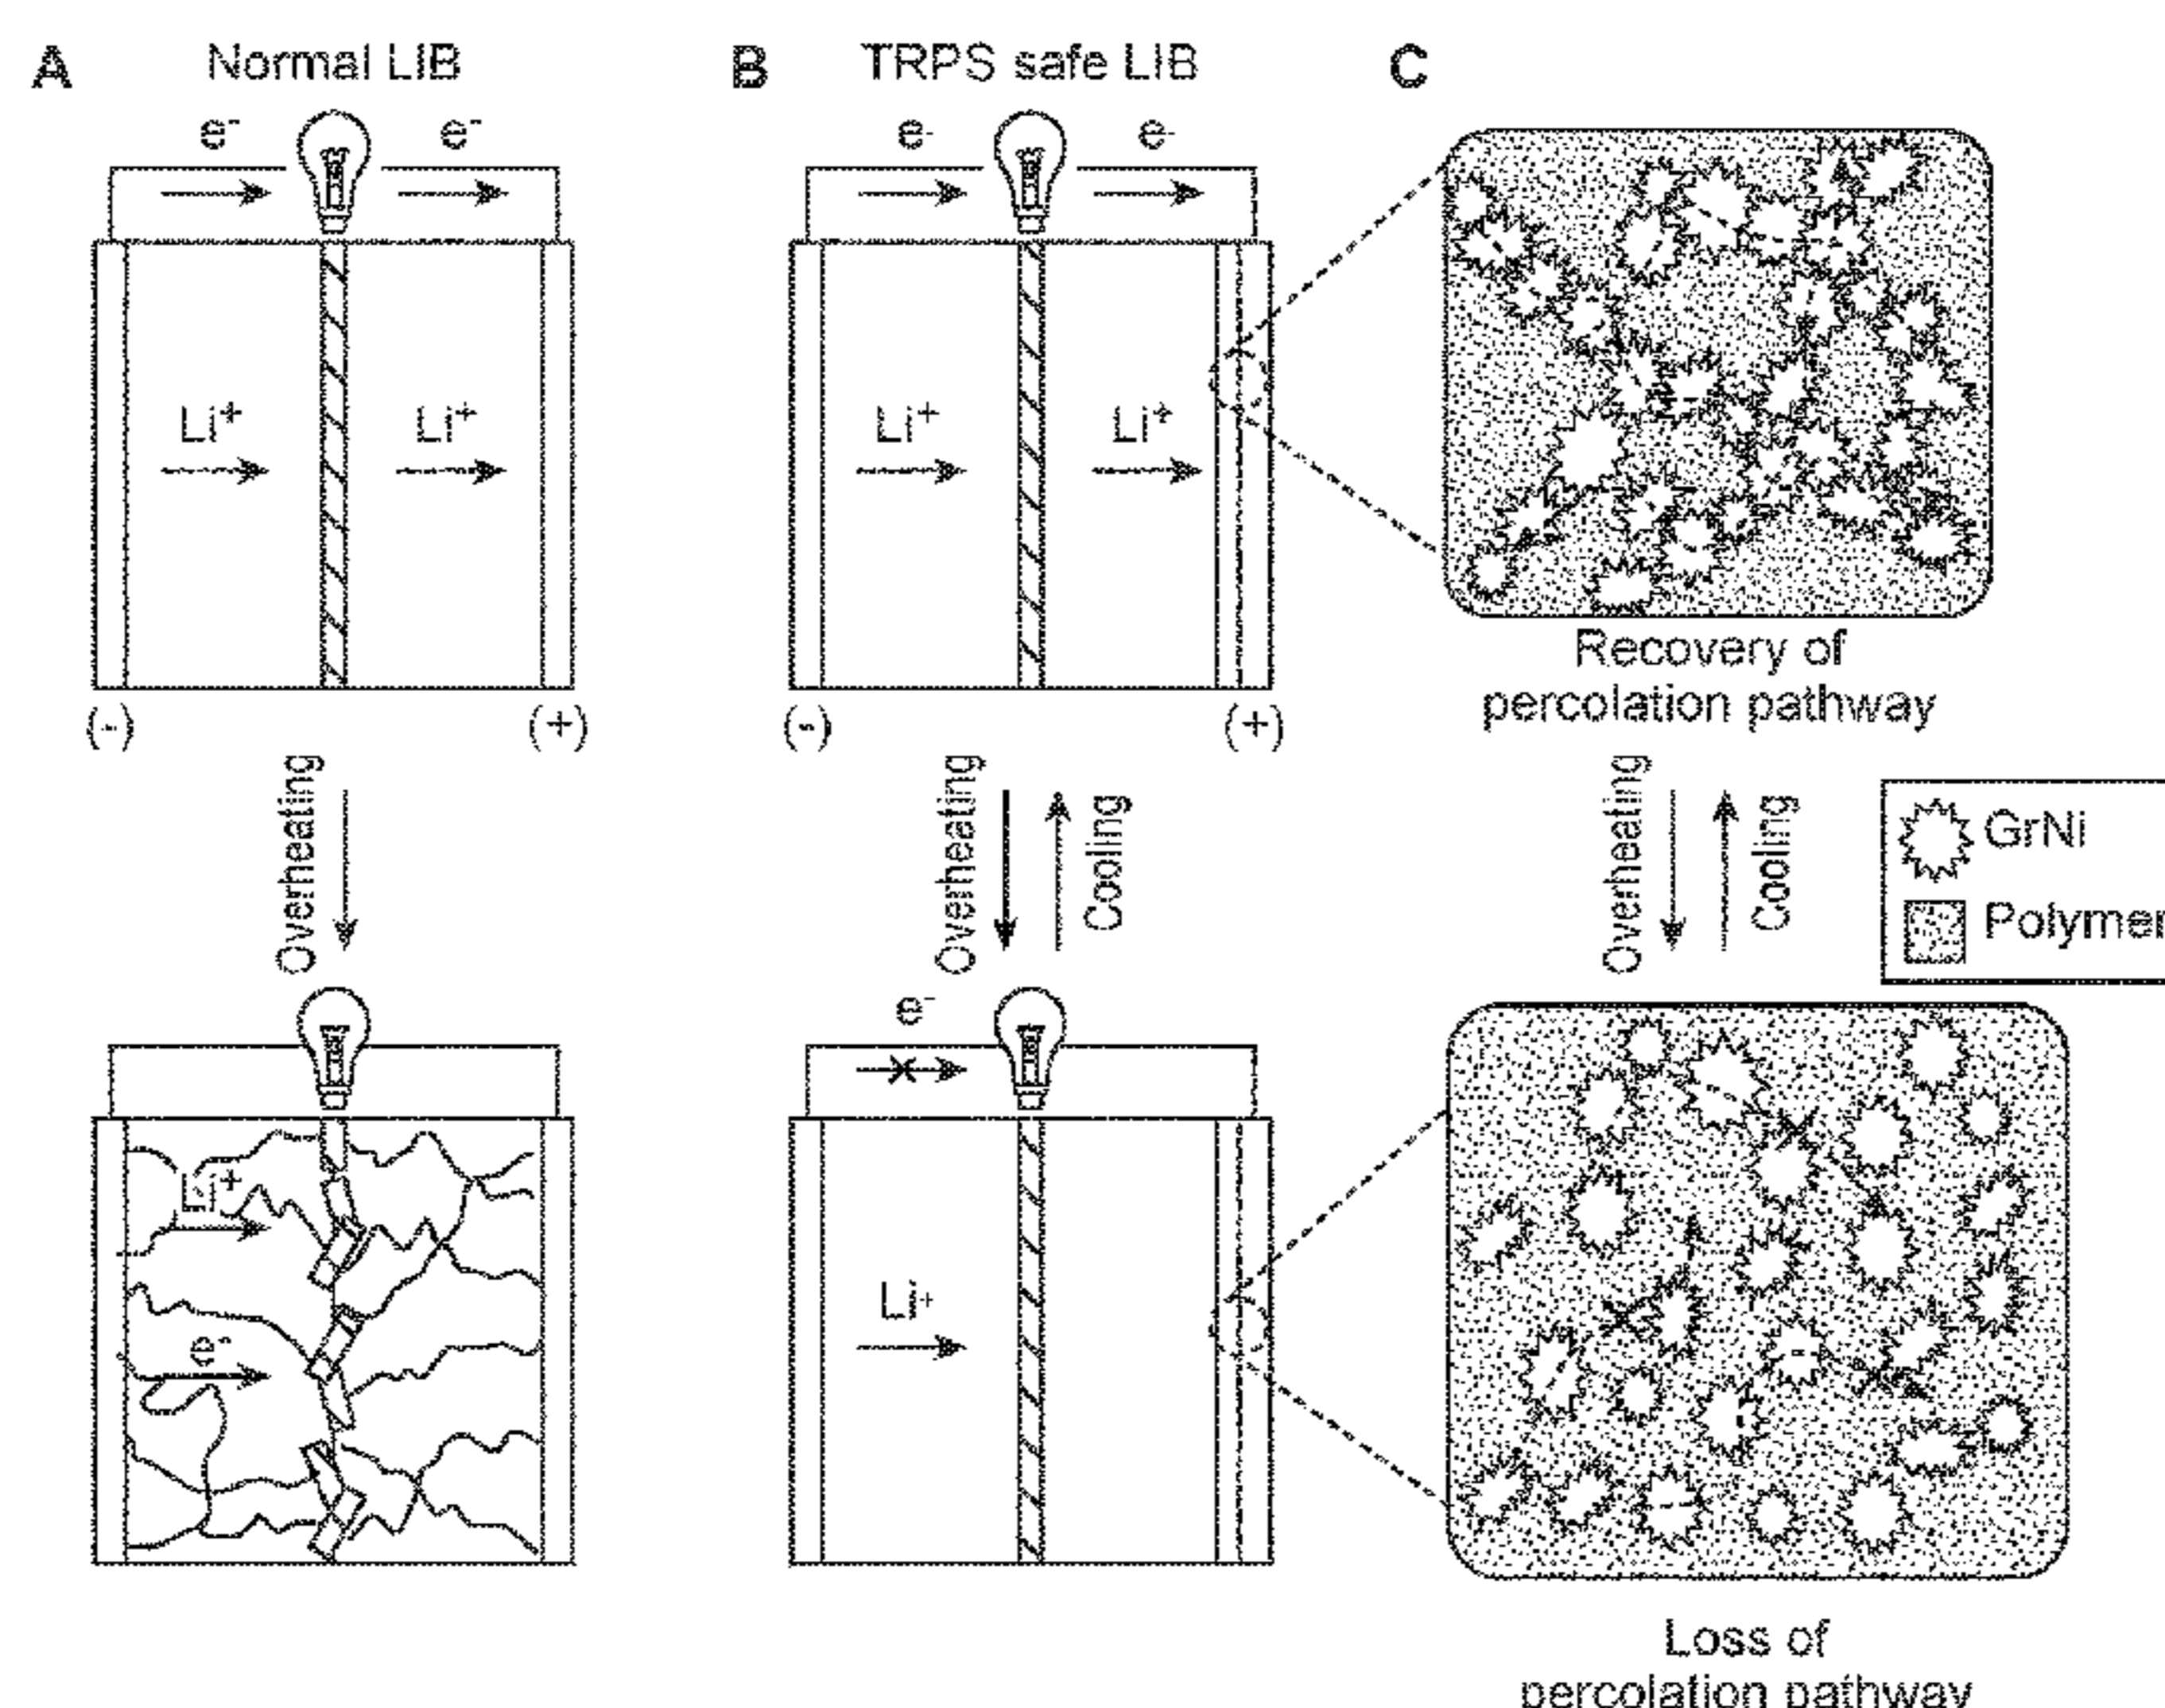 A
Normal LIB
e-
e-
Li+
Li+
(-)
(+)
Overheating
Li+
e-
B
TRPS safe LIB
e-
e-
Li+
Li+
(-)
(+)
Overheating
Cooling
e-
Li+
C
Recovery of
percolation pathway
Overheating
Cooling
GrNi
Polymer
Loss of
percolation pathway